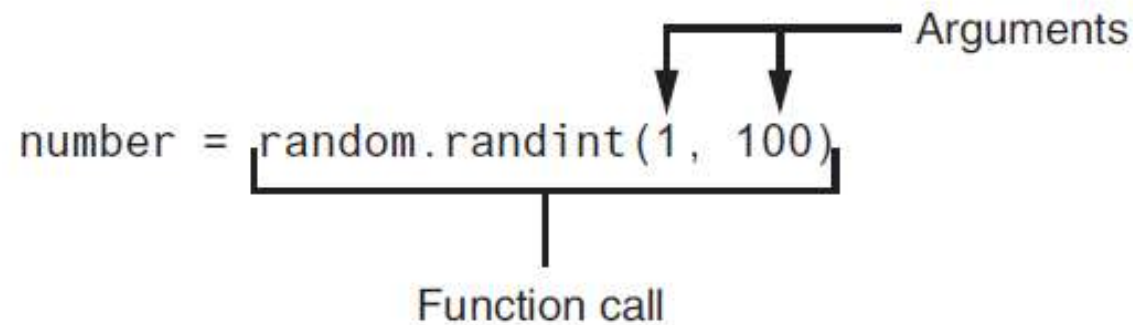 Arguments
number = random.randint(1, 100)
Function call